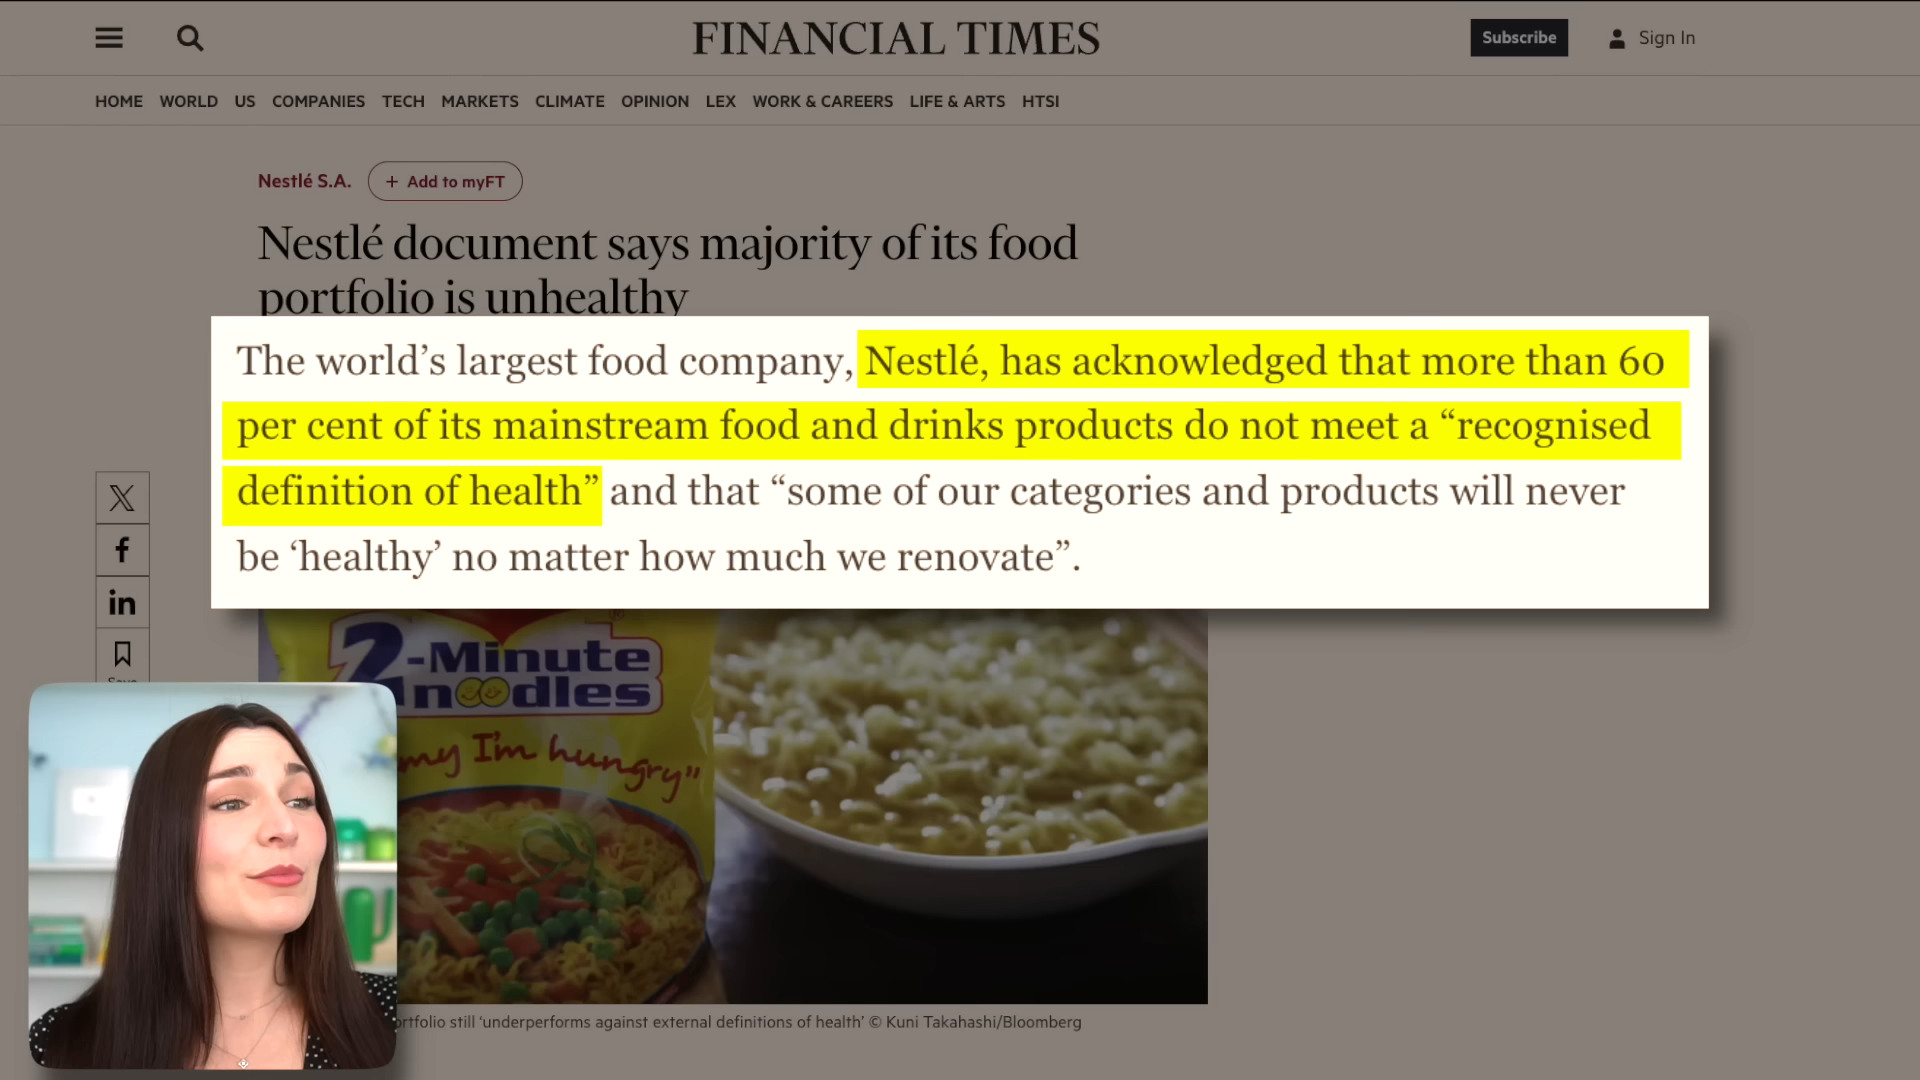 FINANCIAL TIMES
Subscribe
Sign In
HOME WORLD US COMPANIES TECH MARKETS CLIMATE OPINION LEX WORK & CAREERS LIFE & ARTS HTSI
Nestlé S.A.
+ Add to myFT
Nestlé document says majority of its food
portfolio is unhealthy
The world’s largest food company, Nestlé, has acknowledged that more than 60
per cent of its mainstream food and drinks products do not meet a “recognised
definition of health” and that “some of our categories and products will never
be ‘healthy’ no matter how much we renovate”.
2-Minute
noodles
my I'm hungry"
still ‘underperforms against external definitions of health’ © Kuni Takahashi/Bloomberg